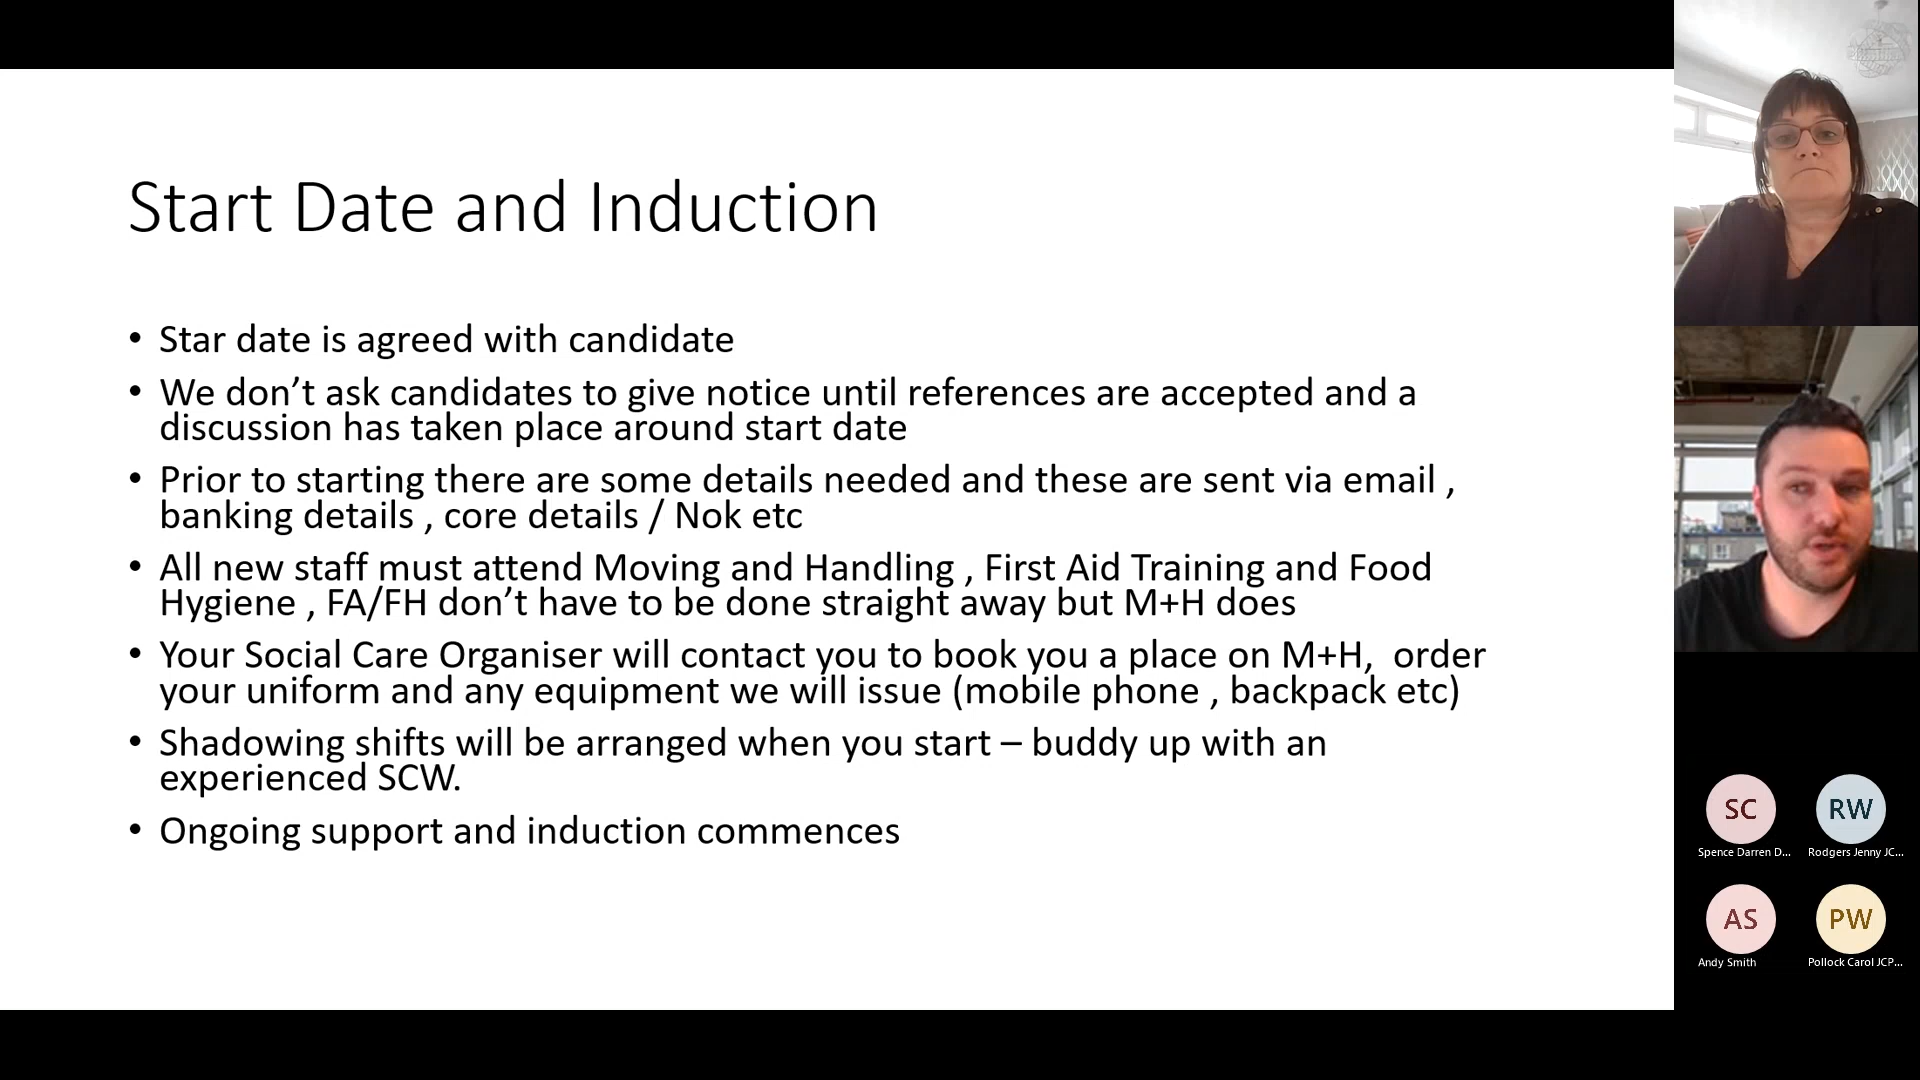 Start Date and Induction
• Star date is agreed with candidate
• We don’t ask candidates to give notice until references are accepted and a
discussion has taken place around start date
• Prior to starting there are some details needed and these are sent via email ,
banking details , core details / Nok etc
• All new staff must attend Moving and Handling , First Aid Training and Food
Hygiene , FA/FH don’t have to be done straight away but M+H does
• Your Social Care Organiser will contact you to book you a place on M+H,  order
your uniform and any equipment we will issue (mobile phone , backpack etc)
• Shadowing shifts will be arranged when you start – buddy up with an
experienced SCW.
• Ongoing support and induction commences
SC
RW
Spence Darren D...
Rodgers Jenny JC...
AS
PW
Andy Smith
Pollock Carol JCP...